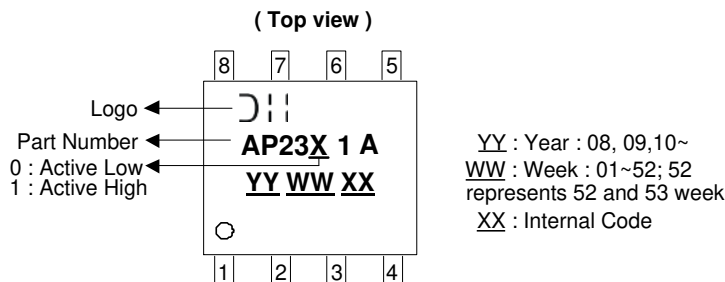 ( Top view )
8 7 6 5
Logo
Part Number
AP23X 1 A
0 : Active Low
1 : Active High
YY WW XX
YY : Year : 08, 09,10~
WW : Week : 01~52; 52
represents 52 and 53 week
XX : Internal Code
1 2 3 4